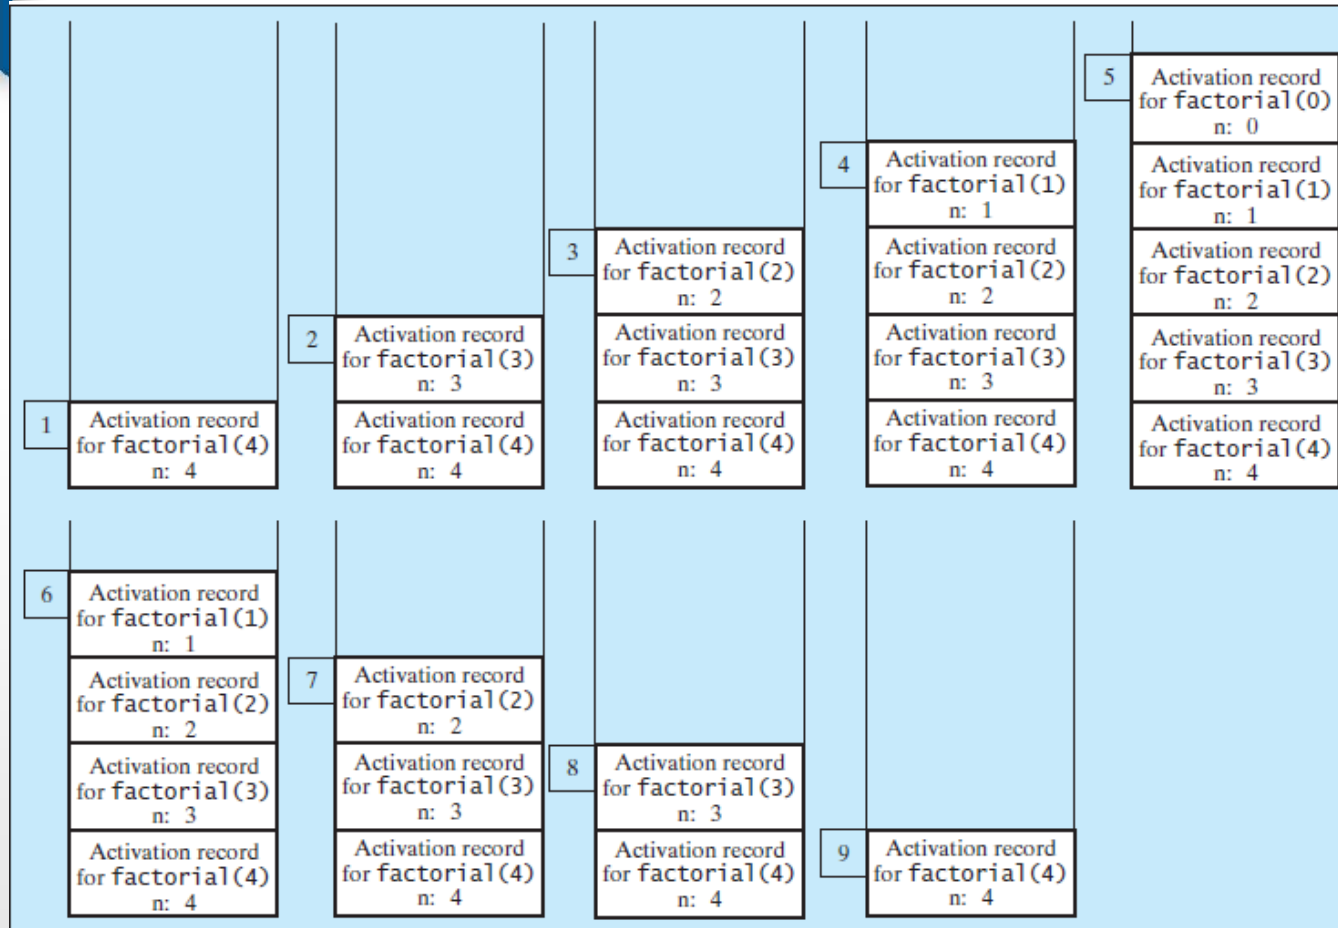 1
Activation record
for factorial(4)
n: 4
2
Activation record
for factorial(3)
n: 3
Activation record
for factorial(4)
n: 4
3
Activation record
for factorial(2)
n: 2
Activation record
for factorial(3)
n: 3
Activation record
for factorial(4)
n: 4
4
Activation record
for factorial(1)
n: 1
Activation record
for factorial(2)
n: 2
Activation record
for factorial(3)
n: 3
Activation record
for factorial(4)
n: 4
5
Activation record
for factorial(0)
n: 0
Activation record
for factorial(1)
n: 1
Activation record
for factorial(2)
n: 2
Activation record
for factorial(3)
n: 3
Activation record
for factorial(4)
n: 4
6
Activation record
for factorial(1)
n: 1
Activation record
for factorial(2)
n: 2
Activation record
for factorial(3)
n: 3
Activation record
for factorial(4)
n: 4
7
Activation record
for factorial(2)
n: 2
Activation record
for factorial(3)
n: 3
Activation record
for factorial(4)
n: 4
8
Activation record
for factorial(3)
n: 3
Activation record
for factorial(4)
n: 4
9
Activation record
for factorial(4)
n: 4